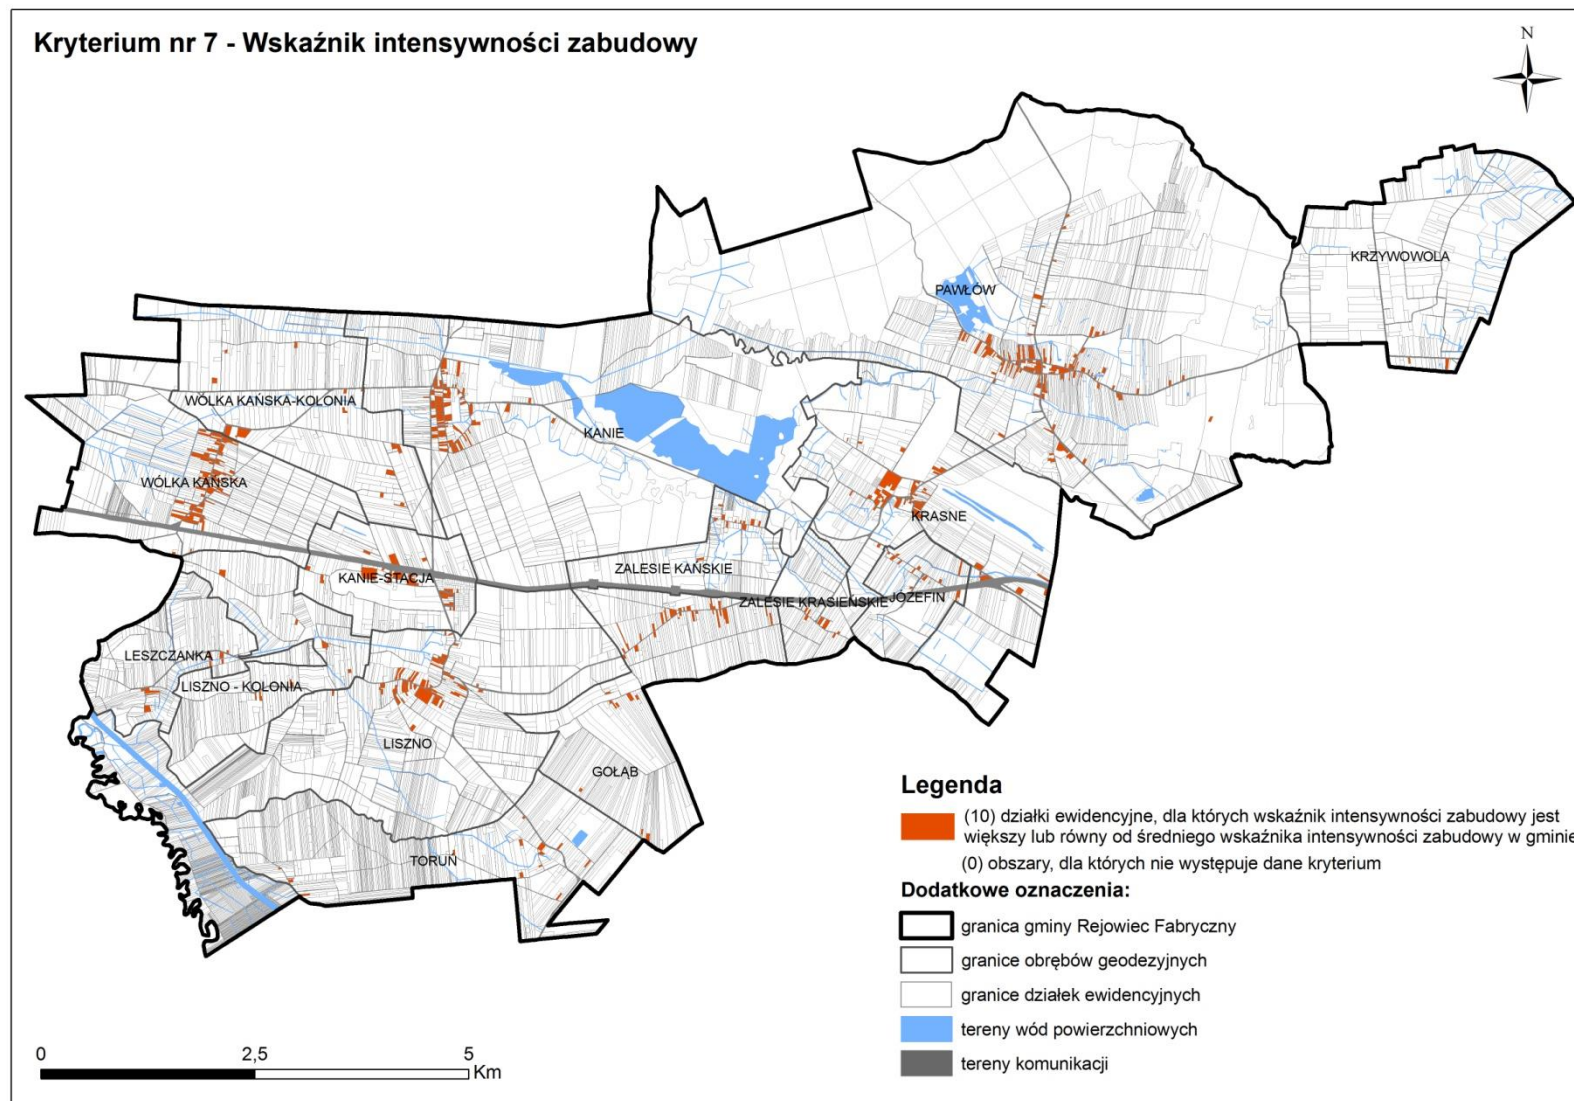 Kryterium nr 7 - Wskaźnik intensywności zabudowy
N
KRZYWOWOLA
PAWŁÓW
WÓLKA KAŃSKA-KOLONIA
KANIE
WÓLKA KAŃSKA
KRASNE
ZALESIE KAŃSKIE
KANIE-STACJA
ZALESIE KRASIEŃSKIE
JÓZEFIN
LESZCZANKA
LISZNO - KOLONIA
LISZNO
GOŁĄB
TORUŃ
Legenda
(10) działki ewidencyjne, dla których wskaźnik intensywności zabudowy jest
większy lub równy od średniego wskaźnika intensywności zabudowy w gminie
(0) obszary, dla których nie występuje dane kryterium
Dodatkowe oznaczenia:
granica gminy Rejowiec Fabryczny
granice obrębów geodezyjnych
granice działek ewidencyjnych
tereny wód powierzchniowych
tereny komunikacji
0 2,5 5
Km